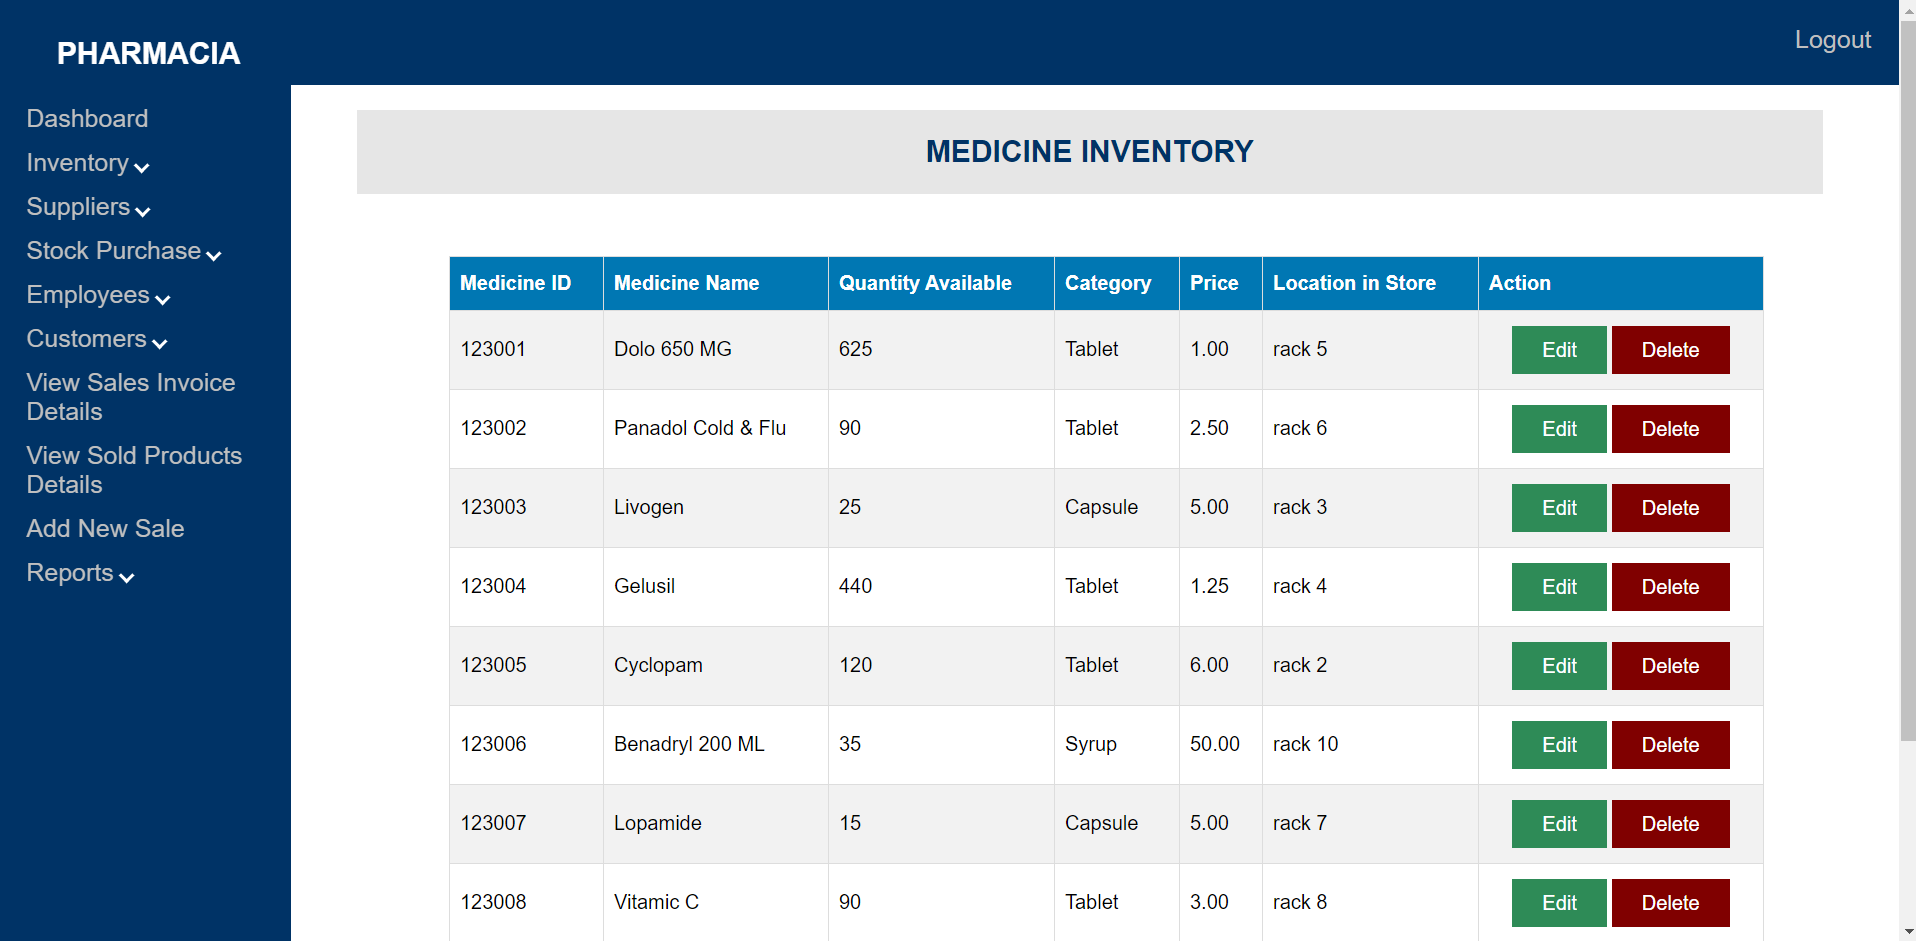 PHARMACIA
Logout
Dashboard
Inventory
Suppliers
Stock Purchase
Employees
Customers
View Sales Invoice
Details
View Sold Products
Details
Add New Sale
Reports
MEDICINE INVENTORY
Medicine ID Medicine Name Quantity Available Category Price Location in Store Action
123001 Dolo 650 MG 625 Tablet 1.00 rack 5 Edit Delete
123002 Panadol Cold & Flu 90 Tablet 2.50 rack 6 Edit Delete
123003 Livogen 25 Capsule 5.00 rack 3 Edit Delete
123004 Gelusil 440 Tablet 1.25 rack 4 Edit Delete
123005 Cyclopam 120 Tablet 6.00 rack 2 Edit Delete
123006 Benadryl 200 ML 35 Syrup 50.00 rack 10 Edit Delete
123007 Lopamide 15 Capsule 5.00 rack 7 Edit Delete
123008 Vitamic C 90 Tablet 3.00 rack 8 Edit Delete